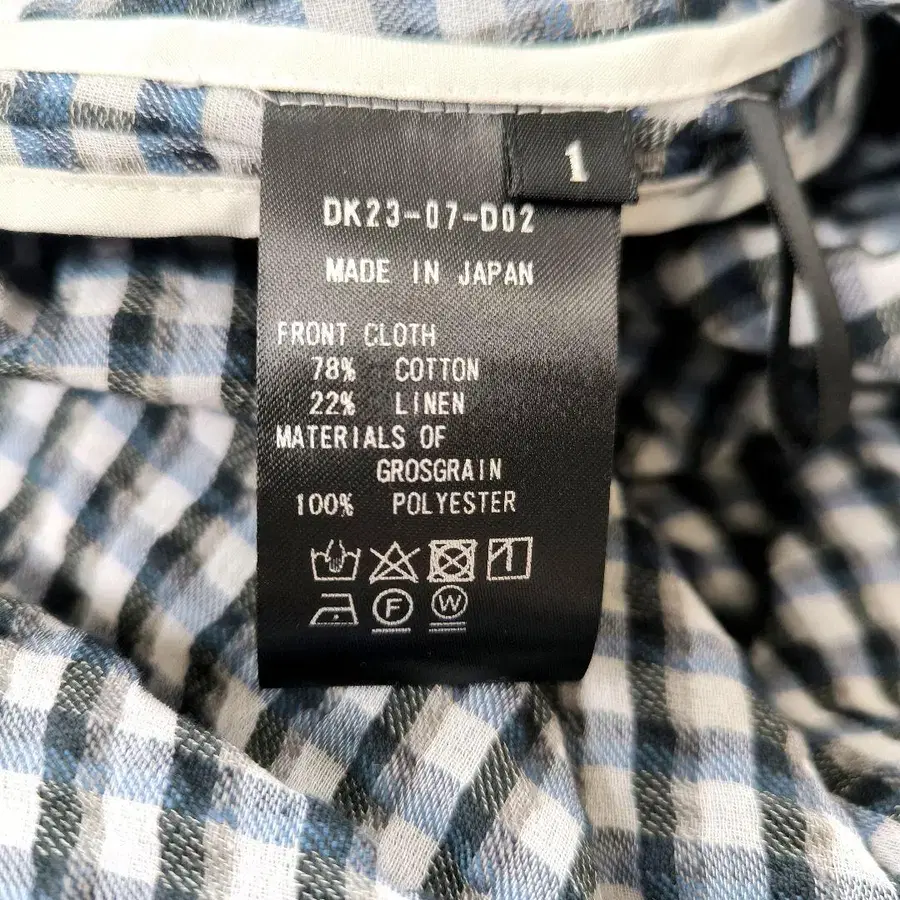 1
DK23-07-D02
MADE IN JAPAN
FRONT CLOTH
78% COTTON
22% LINEN
MATERIALS OF
GROSGRAIN
100% POLYESTER
F W